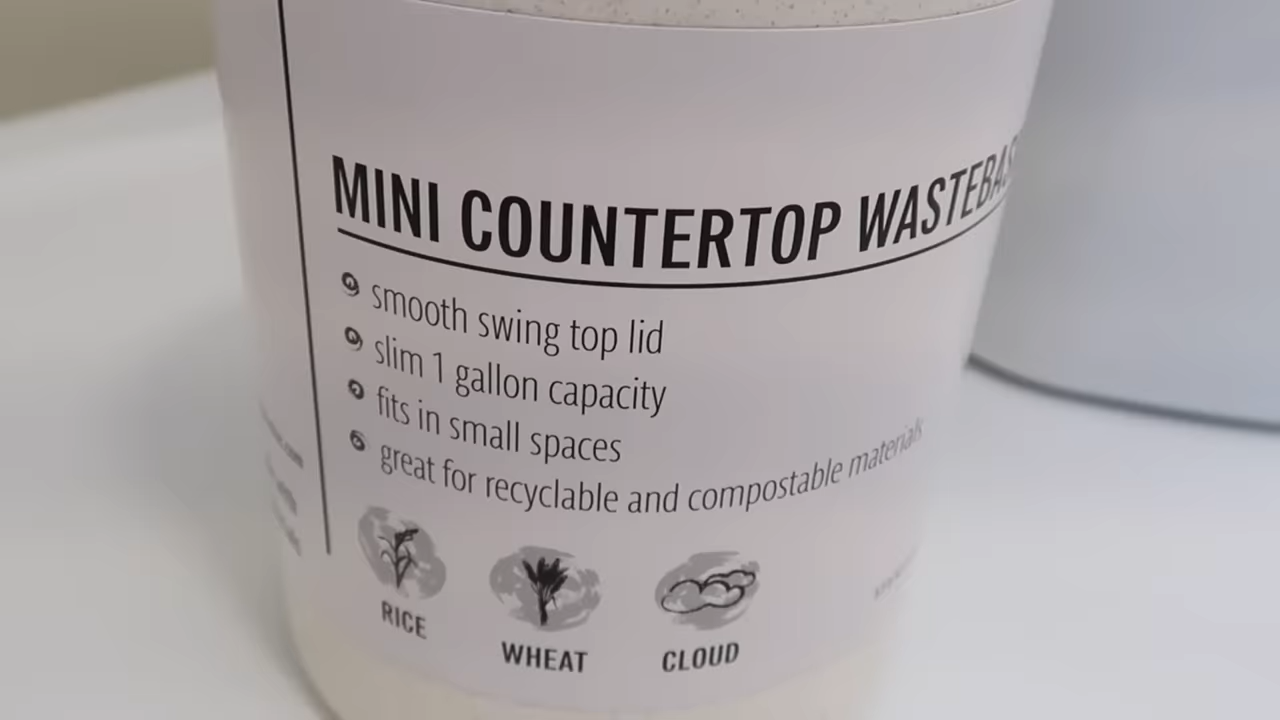 MINI COUNTERTOP WASTEBAS
smooth swing top lid
slim 1 gallon capacity
fits in small spaces
great for recyclable and compostable materials
RICE
WHEAT
CLOUD